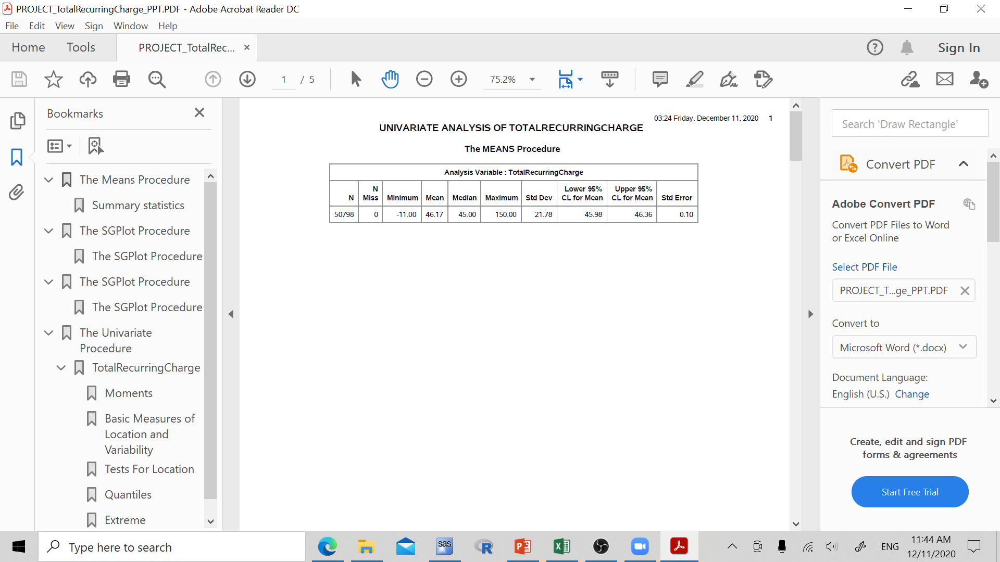 PROJECT_TotalRecurringCharge_PPT.PDF - Adobe Acrobat Reader DC
File Edit View Sign Window Help
Home Tools PROJECT_TotalRec... Sign In
1 / 5 75.2%
Bookmarks
The Means Procedure
Summary statistics
The SGPlot Procedure
The SGPlot Procedure
The SGPlot Procedure
The SGPlot Procedure
The Univariate
Procedure
TotalRecurringCharge
Moments
Basic Measures of
Location and
Variability
Tests For Location
Quantiles
Extreme
03:24 Friday, December 11, 2020 1
UNIVARIATE ANALYSIS OF TOTALRECURRINGCHARGE
The MEANS Procedure
Analysis Variable : TotalRecurringCharge
N N Miss Minimum Mean Median Maximum Std Dev Lower 95% CL for Mean Upper 95% CL for Mean Std Error
50798 0 -11.00 46.17 45.00 150.00 21.78 45.98 46.36 0.10
Search 'Draw Rectangle'
Convert PDF
Adobe Convert PDF
Convert PDF Files to Word
or Excel Online
Select PDF File
PROJECT_T...ge_PPT.PDF
Convert to
Microsoft Word (*.docx)
Document Language:
English (U.S.) Change
Create, edit and sign PDF
forms & agreements
Start Free Trial
Type here to search
sas
R
P
X
ENG
11:44 AM
12/11/2020